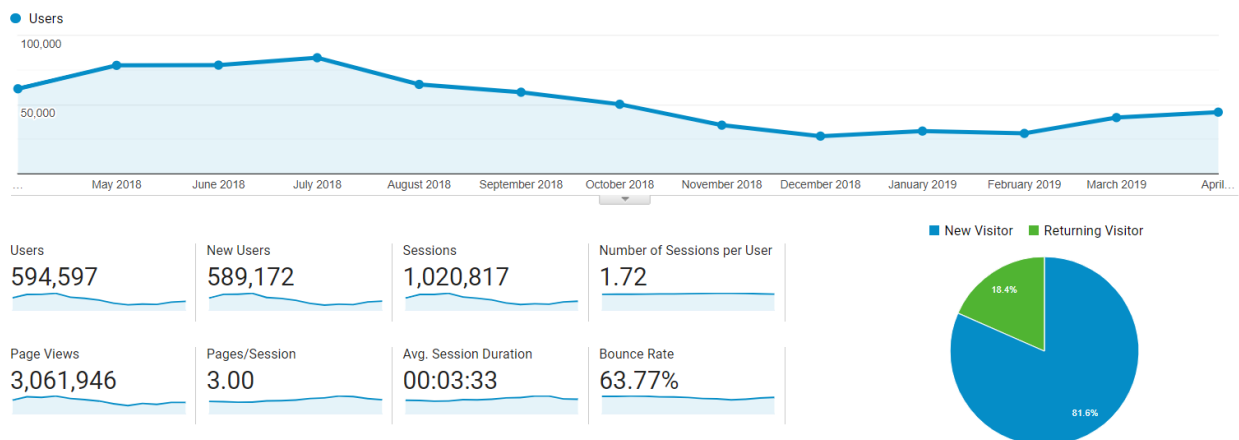 Users
100,000
50,000
... May 2018 June 2018 July 2018 August 2018 September 2018 October 2018 November 2018 December 2018 January 2019 February 2019 March 2019 April...
New Visitor Returning Visitor
Users New Users Sessions Number of Sessions per User
594,597 589,172 1,020,817 1.72
18.4%
Page Views Pages/Session Avg. Session Duration Bounce Rate
3,061,946 3.00 00:03:33 63.77%
81.6%